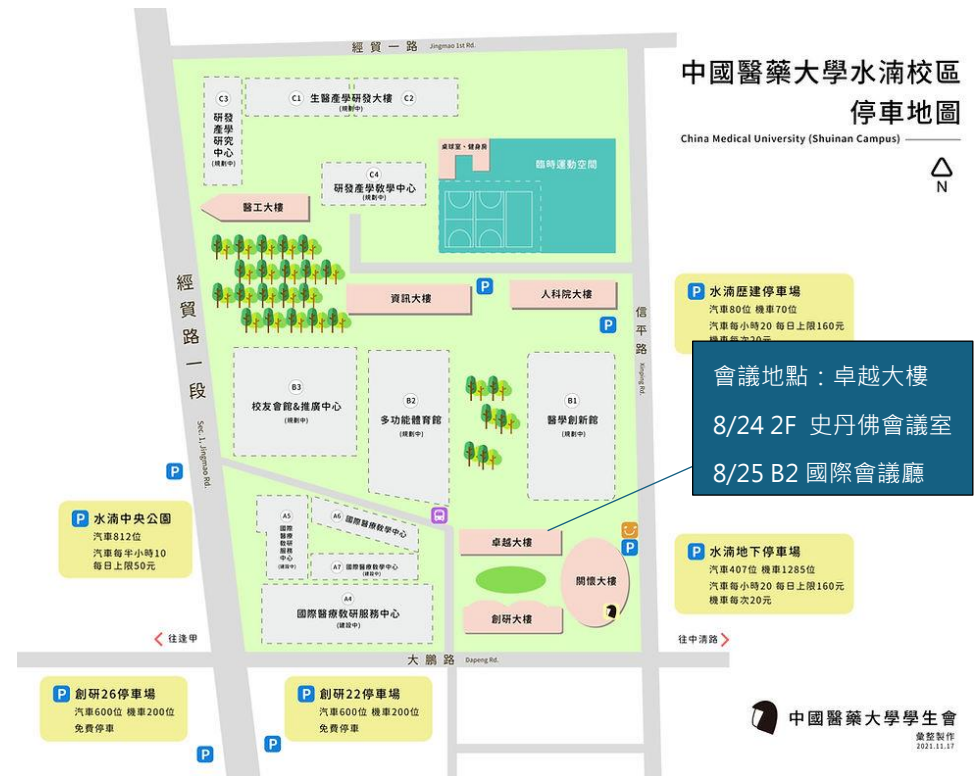 經貿一路 Jingmao 1st Rd.
中國醫藥大學水湳校區
停車地圖
China Medical University (Shuinan Campus)
N
C3
研發產學研究中心
(規劃中)
C1 生醫產學研發大樓 C2
(規劃中)
桌球室、健身房
臨時運動空間
C4
研發產學教學中心
(規劃中)
醫工大樓
經貿路一段
Sec. 1, Jingmao Rd.
資訊大樓
P
人科院大樓
P
信平路
Xinping Rd.
P 水湳歷建停車場
汽車80位 機車70位
汽車每小時20 每日上限160元
機車每次20元
會議地點：卓越大樓
8/24 2F 史丹佛會議室
8/25 B2 國際會議廳
B3
校友會館&推廣中心
(規劃中)
B2
多功能體育館
(規劃中)
B1
醫學創新館
(規劃中)
P
P 水湳中央公園
汽車812位
汽車每半小時10
每日上限50元
A5
國際醫療教研服務中心
(建設中)
A6 國際醫療教學中心
A7 國際醫療教學中心
(建設中)
A4
國際醫療教研服務中心
(建設中)
卓越大樓
關懷大樓
創研大樓
P
P 水湳地下停車場
汽車407位 機車1285位
汽車每小時20 每日上限160元
機車每次20元
往逢甲
往中清路
大鵬路 Dapeng Rd.
P 創研26停車場
汽車600位 機車200位
免費停車
P 創研22停車場
汽車600位 機車200位
免費停車
P
P
中國醫藥大學學生會
彙整製作
2021.11.17